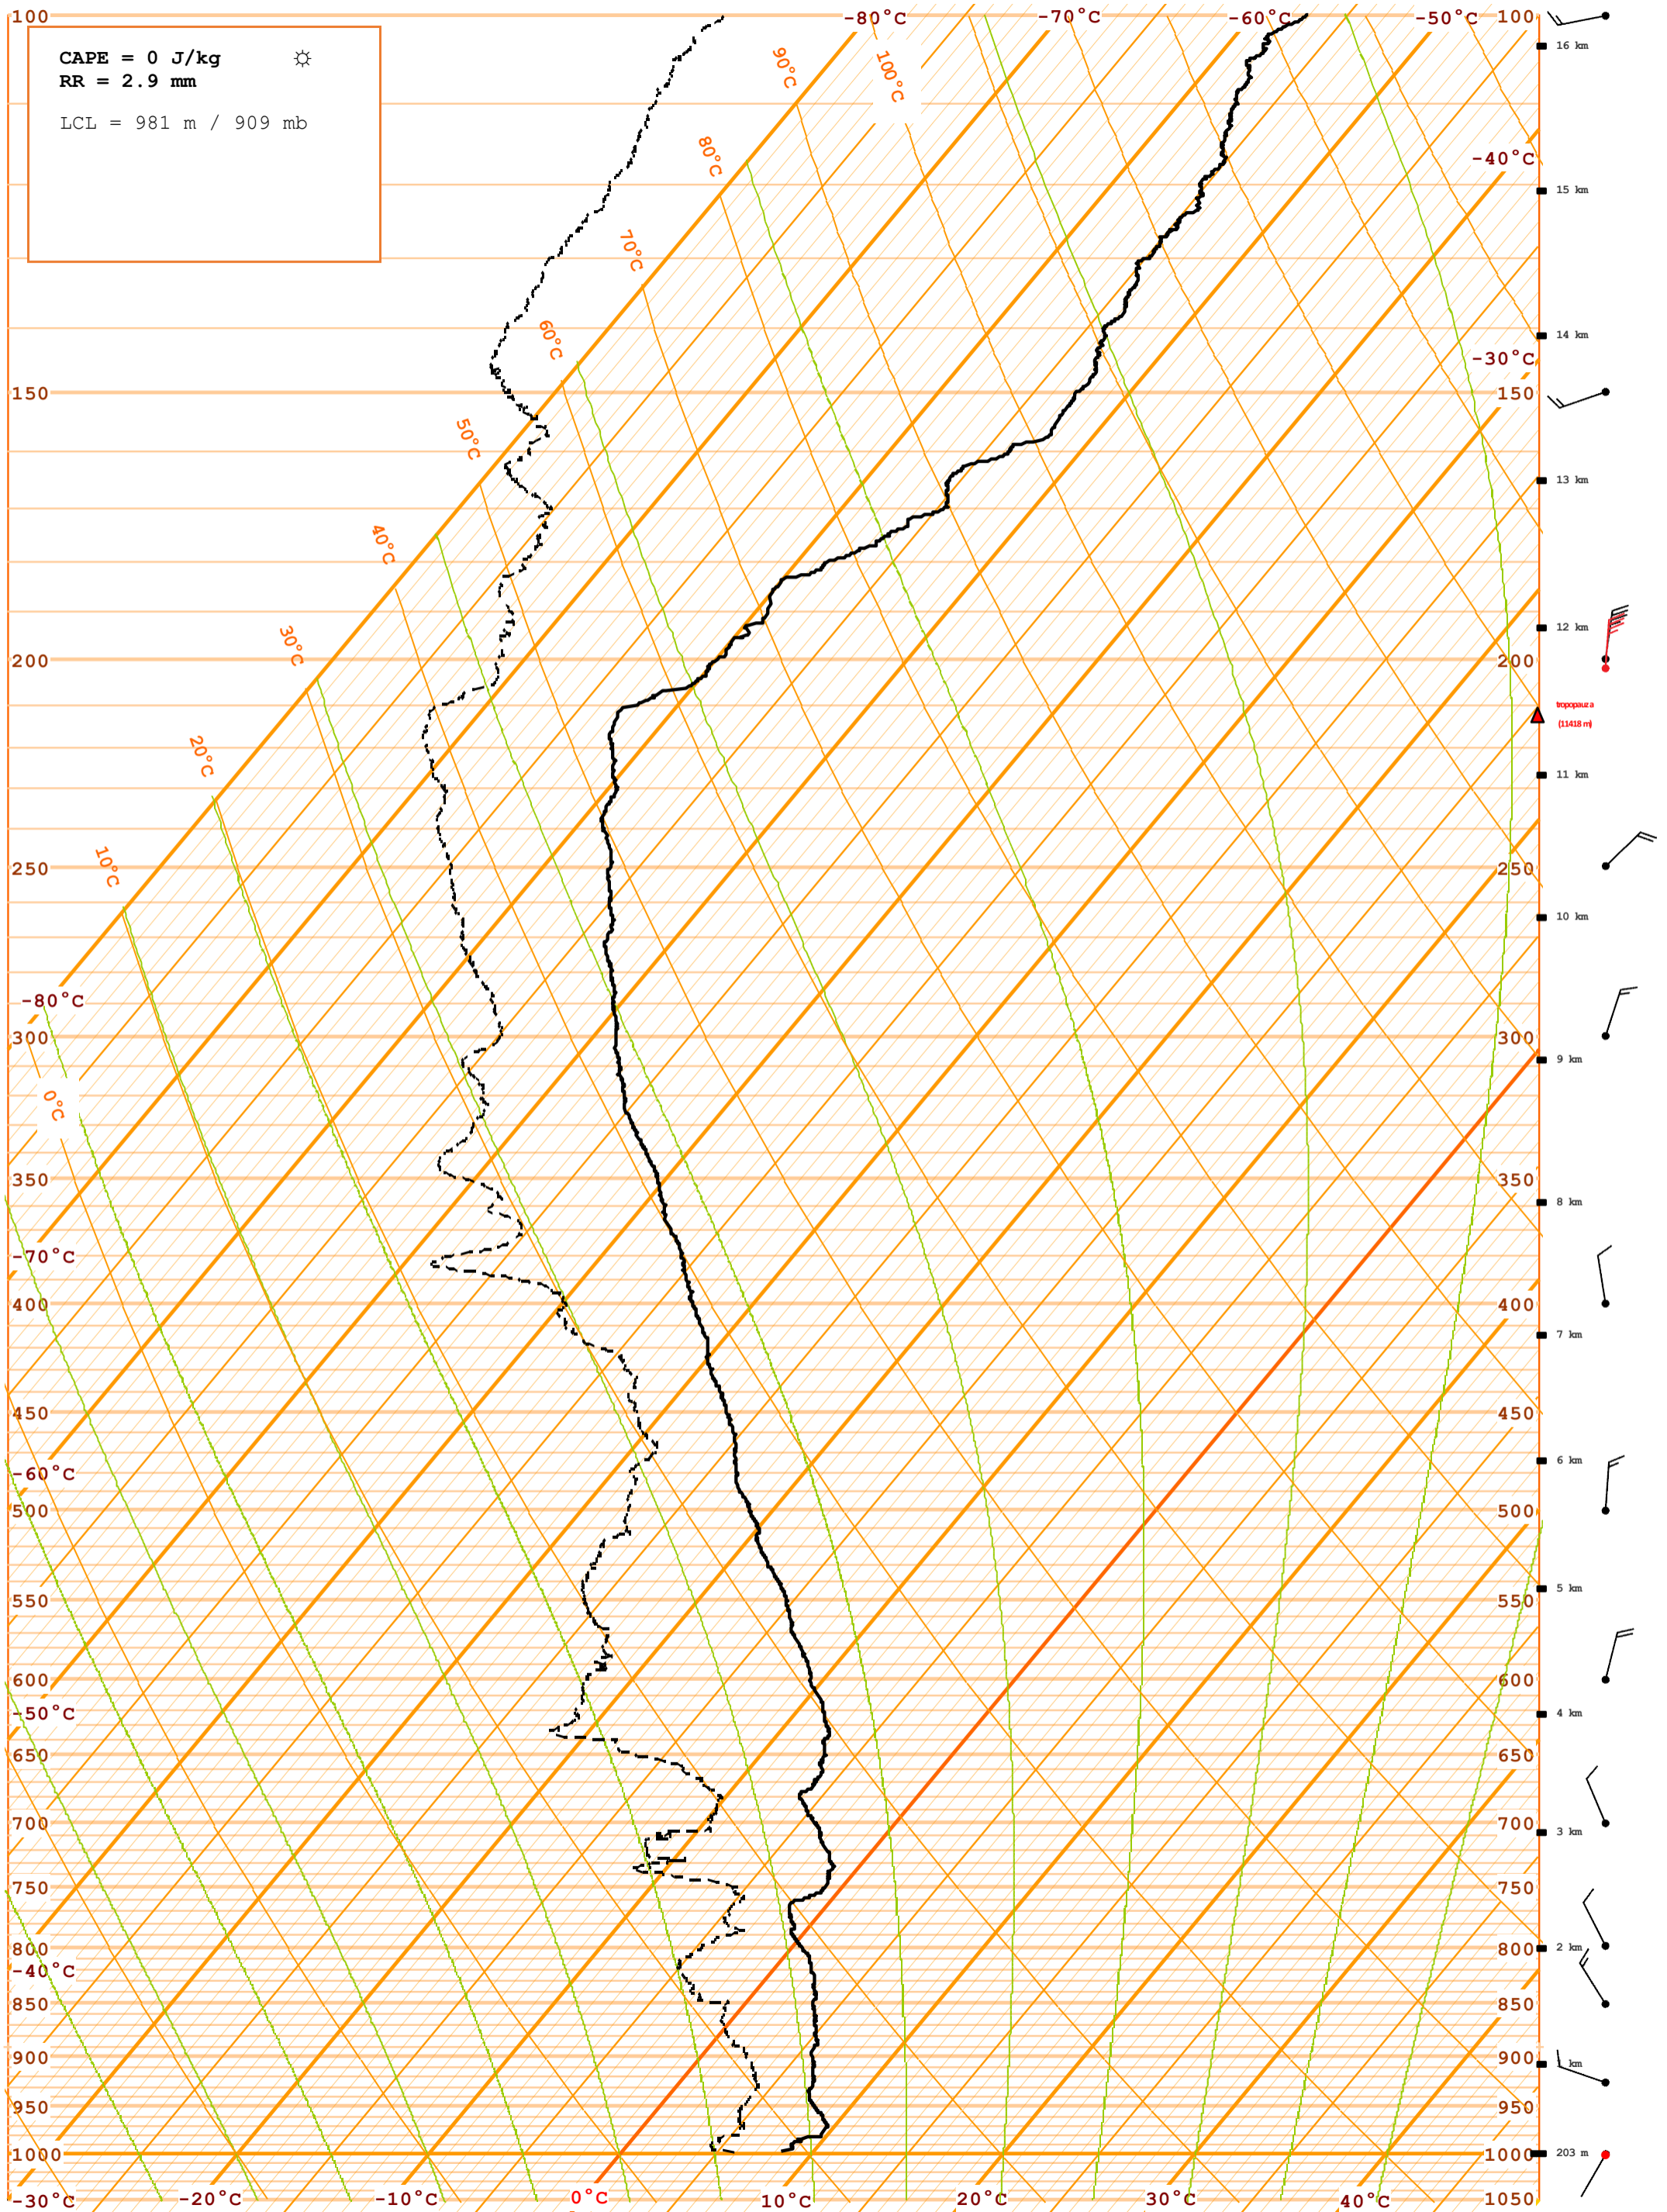 100 -80°C -70°C -60°C -50°C 100
CAPE = 0 J/kg ☼
RR = 2.9 mm
LCL = 981 m / 909 mb
16 km
90°C 100°C
80°C
-40°C
15 km
70°C
60°C
14 km
-30°C
150 150
50°C
13 km
40°C
12 km
30°C
200 200
tropopauza
(11418 m)
20°C
11 km
10°C
250 250
10 km
-80°C
300 300
9 km
0°C
350 350
8 km
-70°C
400 400
7 km
450 450
6 km
-60°C
500 500
5 km
550 550
600 600
-50°C
4 km
650 650
700 700
3 km
750 750
800 800
2 km
-40°C
850 850
900 900
km
950 950
1000 1000
203 m
-30°C -20°C -10°C 0°C 10°C 20°C 30°C 40°C 1050